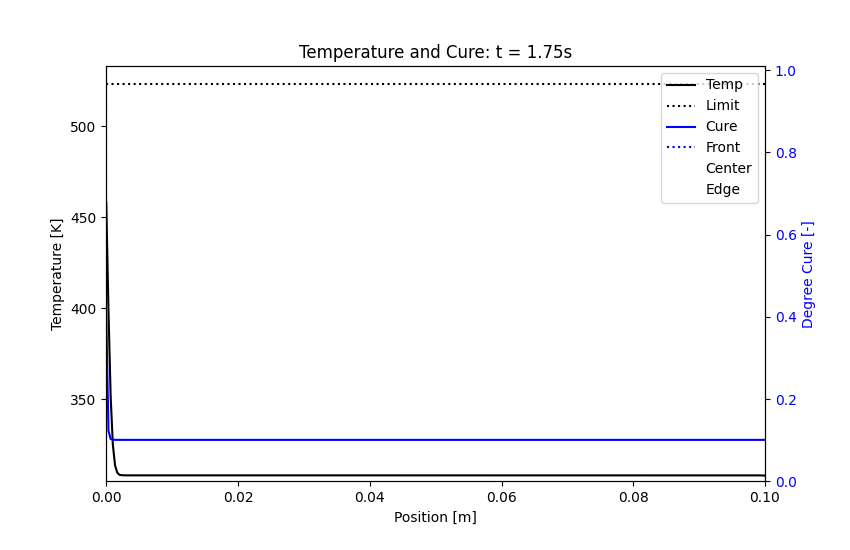 Temperature and Cure: t = 1.75s
Temp
Limit
Cure
Front
Center
Edge
500
450
400
350
Temperature [K]
1.0
0.8
0.6
0.4
0.2
0.0
Degree Cure [-]
0.00
0.02
0.04
0.06
0.08
0.10
Position [m]